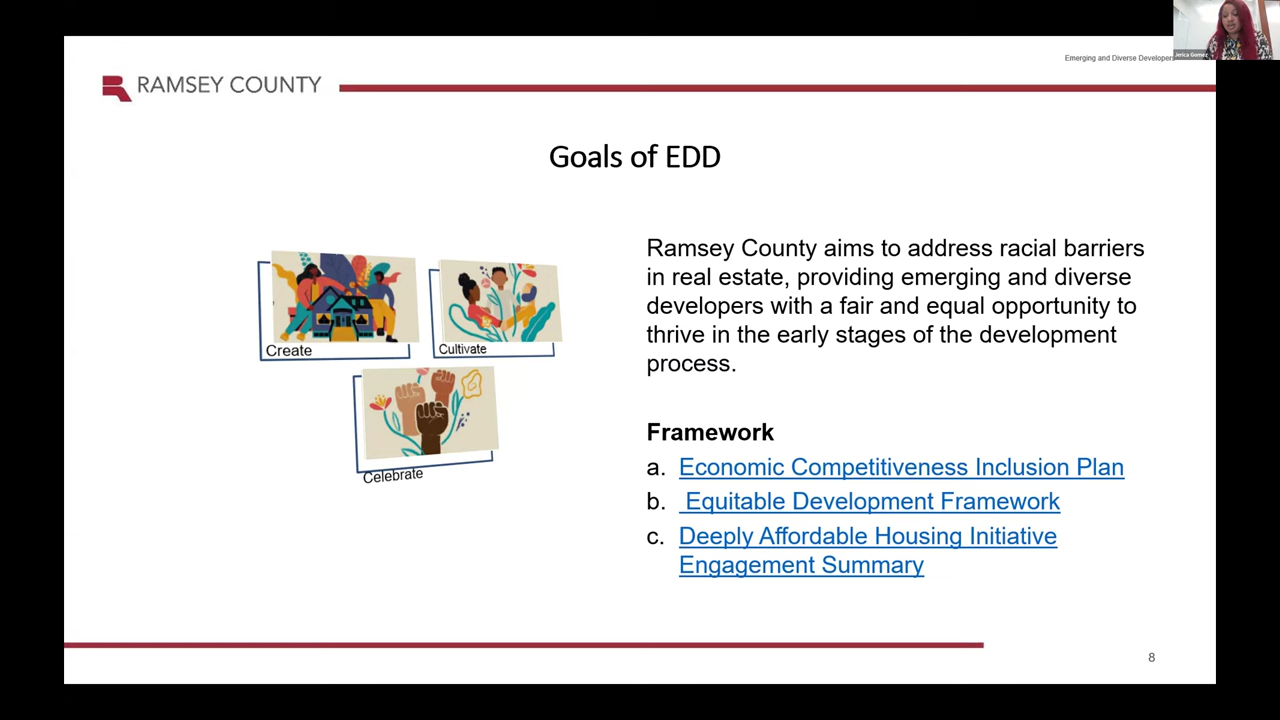 Jerica Gomez
Emerging and Diverse Developers
RAMSEY COUNTY
Goals of EDD
Create
Cultivate
Celebrate
Ramsey County aims to address racial barriers
in real estate, providing emerging and diverse
developers with a fair and equal opportunity to
thrive in the early stages of the development
process.
Framework
a. Economic Competitiveness Inclusion Plan
b. Equitable Development Framework
c. Deeply Affordable Housing Initiative
Engagement Summary
8